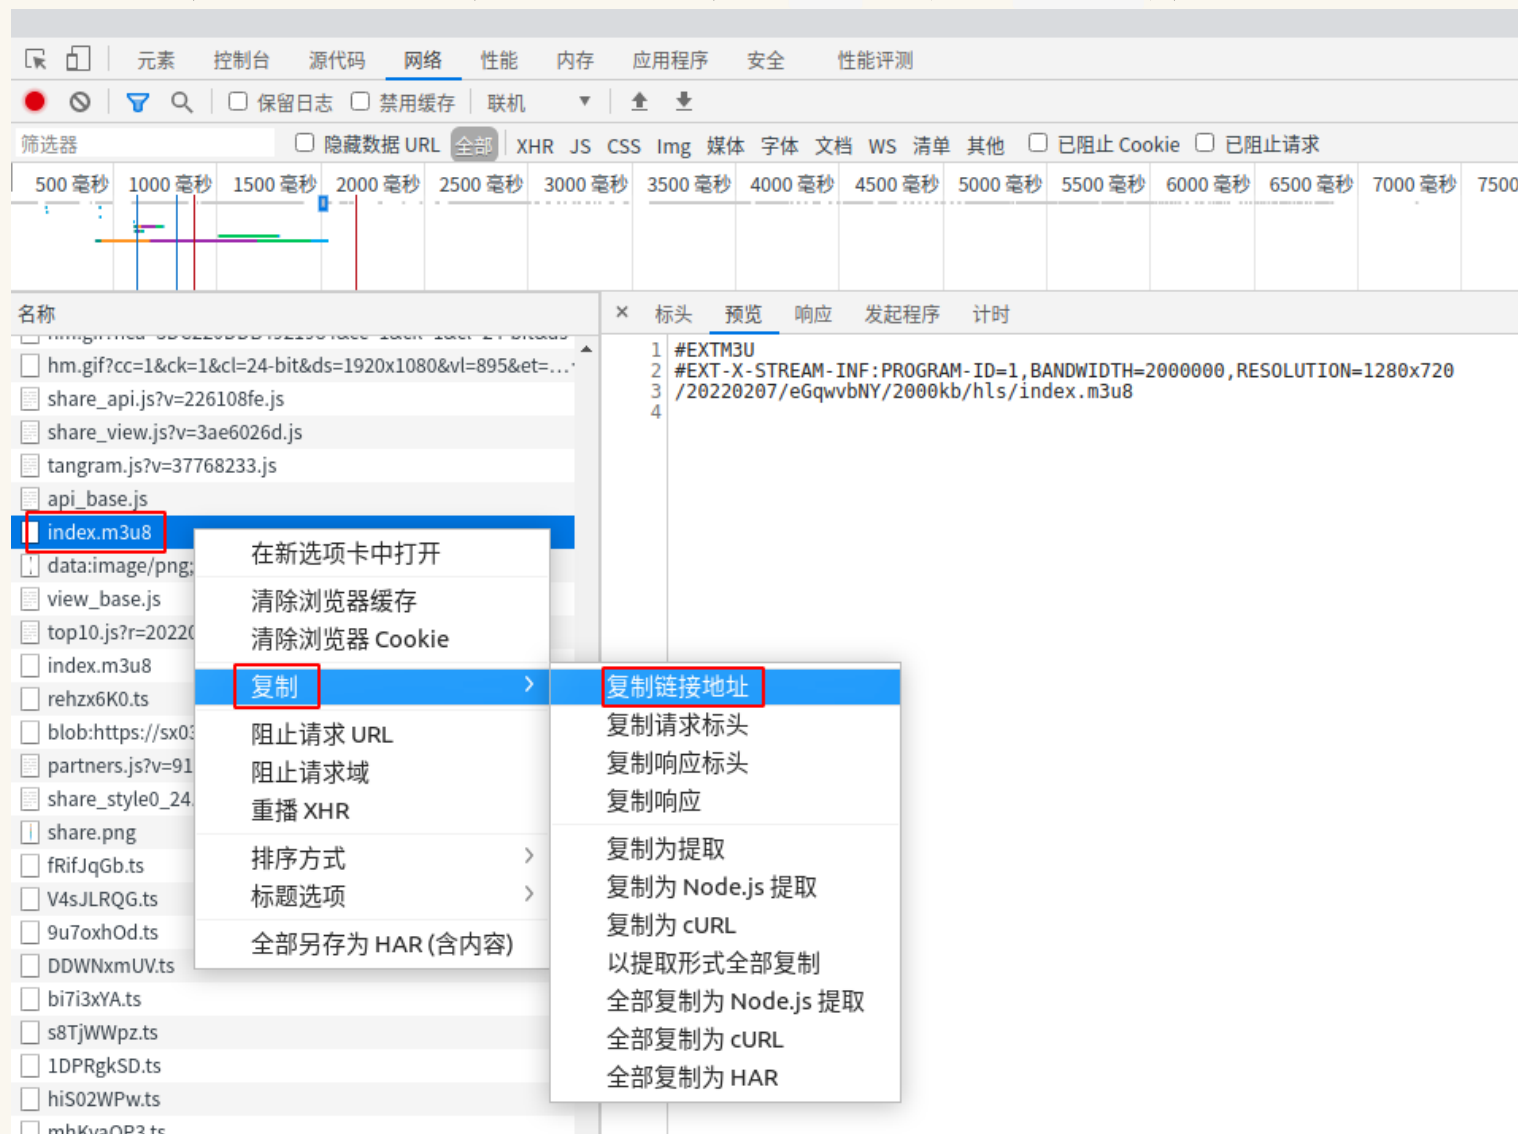 元素 控制台 源代码 网络 性能 内存 应用程序 安全 性能评测
保留日志 禁用缓存 联机
筛选器 隐藏数据 URL 全部 XHR JS CSS Img 媒体 字体 文档 WS 清单 其他 已阻止 Cookie 已阻止请求
500 毫秒 1000 毫秒 1500 毫秒 2000 毫秒 2500 毫秒 3000 毫秒 3500 毫秒 4000 毫秒 4500 毫秒 5000 毫秒 5500 毫秒 6000 毫秒 6500 毫秒 7000 毫秒 7500
名称
hm.gif?cc=1&ck=1&cl=24-bit&ds=1920x1080&vl=895&et=...
share_api.js?v=226108fe.js
share_view.js?v=3ae6026d.js
tangram.js?v=37768233.js
api_base.js
index.m3u8
data:image/png;
view_base.js
top10.js?r=2022
index.m3u8
rehzx6K0.ts
blob:https://sx03
partners.js?v=91
share_style0_24.
share.png
fRifJqGb.ts
V4sJLRQG.ts
9u7oxhOd.ts
DDWNxmUV.ts
bi7i3xYA.ts
s8TjWWpz.ts
1DPRgkSD.ts
hiS02WPw.ts
在新选项卡中打开
清除浏览器缓存
清除浏览器 Cookie
复制
阻止请求 URL
阻止请求域
重播 XHR
排序方式
标题选项
全部另存为 HAR (含内容)
复制链接地址
复制请求标头
复制响应标头
复制响应
复制为提取
复制为 Node.js 提取
复制为 cURL
以提取形式全部复制
全部复制为 Node.js 提取
全部复制为 cURL
全部复制为 HAR
× 标头 预览 响应 发起程序 计时
1 #EXTM3U
2 #EXT-X-STREAM-INF:PROGRAM-ID=1,BANDWIDTH=2000000,RESOLUTION=1280x720
3 /20220207/eGqwvbNY/2000kb/hls/index.m3u8
4